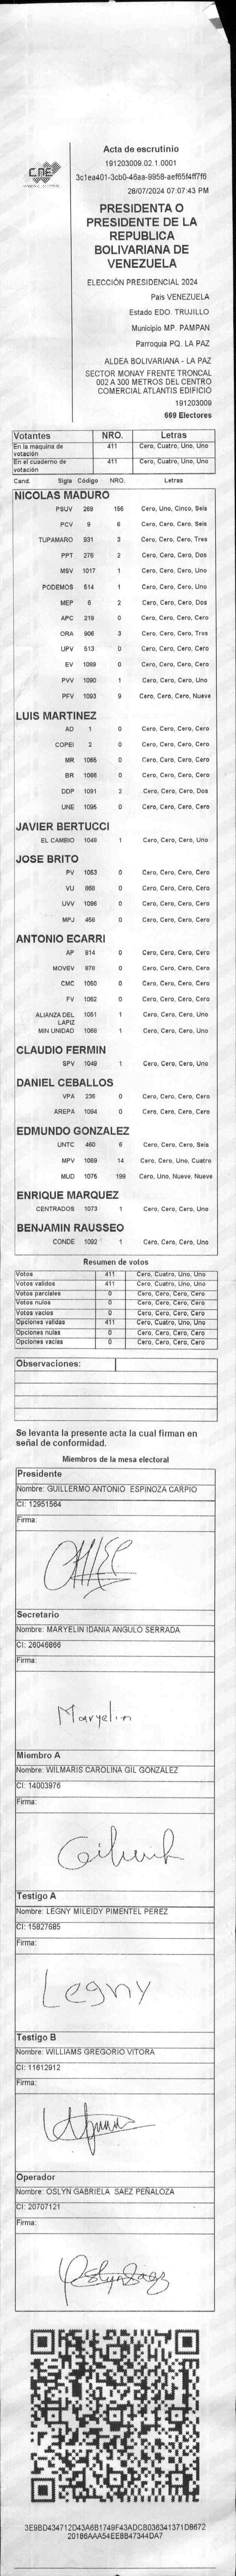 CNE
Acta de escrutinio
191203009.02.1.0001
3c1ea401-3cb0-46aa-9958-aef65f4ff7f6
28/07/2024 07:07:43 PM
PRESIDENTA O
PRESIDENTE DE LA
REPUBLICA
BOLIVARIANA DE
VENEZUELA
ELECCIÓN PRESIDENCIAL 2024
Pais VENEZUELA
Estado EDO. TRUJILLO
Municipio MP. PAMPAN
Parroquia PQ. LA PAZ
ALDEA BOLIVARIANA - LA PAZ
SECTOR MONAY FRENTE TRONCAL
002 A 300 METROS DEL CENTRO
COMERCIAL ATLANTIS EDIFICIO
191203009
669 Electores
Votantes NRO. Letras
En la máquina de votación 411 Cero, Cuatro, Uno, Uno
En el cuaderno de votación 411 Cero, Cuatro, Uno, Uno
Cand. Sigla Código NRO. Letras
NICOLAS MADURO
PSUV 269 156 Cero, Uno, Cinco, Seis
PCV 9 6 Cero, Cero, Cero, Seis
TUPAMARO 931 3 Cero, Cero, Cero, Tres
PPT 276 2 Cero, Cero, Cero, Dos
MSV 1017 1 Cero, Cero, Cero, Uno
PODEMOS 514 1 Cero, Cero, Cero, Uno
MEP 6 2 Cero, Cero, Cero, Dos
APC 219 0 Cero, Cero, Cero, Cero
ORA 906 3 Cero, Cero, Cero, Tres
UPV 513 0 Cero, Cero, Cero, Cero
EV 1089 0 Cero, Cero, Cero, Cero
PVV 1090 1 Cero, Cero, Cero, Uno
PFV 1093 9 Cero, Cero, Cero, Nueve
LUIS MARTINEZ
AD 1 0 Cero, Cero, Cero, Cero
COPEI 2 0 Cero, Cero, Cero, Cero
MR 1065 0 Cero, Cero, Cero, Cero
BR 1066 0 Cero, Cero, Cero, Cero
DDP 1091 2 Cero, Cero, Cero, Dos
UNE 1095 0 Cero, Cero, Cero, Cero
JAVIER BERTUCCI
EL CAMBIO 1048 1 Cero, Cero, Cero, Uno
JOSE BRITO
PV 1053 0 Cero, Cero, Cero, Cero
VU 868 0 Cero, Cero, Cero, Cero
UVV 1096 0 Cero, Cero, Cero, Cero
MPJ 458 0 Cero, Cero, Cero, Cero
ANTONIO ECARRI
AP 814 0 Cero, Cero, Cero, Cero
MOVEV 978 0 Cero, Cero, Cero, Cero
CMC 1050 0 Cero, Cero, Cero, Cero
FV 1062 0 Cero, Cero, Cero, Cero
ALIANZA DEL LAPIZ 1051 1 Cero, Cero, Cero, Uno
MIN UNIDAD 1068 1 Cero, Cero, Cero, Uno
CLAUDIO FERMIN
SPV 1049 1 Cero, Cero, Cero, Uno
DANIEL CEBALLOS
VPA 236 0 Cero, Cero, Cero, Cero
AREPA 1094 0 Cero, Cero, Cero, Cero
EDMUNDO GONZALEZ
UNTC 460 6 Cero, Cero, Cero, Seis
MPV 1069 14 Cero, Cero, Uno, Cuatro
MUD 1075 199 Cero, Uno, Nueve, Nueve
ENRIQUE MARQUEZ
CENTRADOS 1073 1 Cero, Cero, Cero, Uno
BENJAMIN RAUSSEO
CONDE 1092 1 Cero, Cero, Cero, Uno
Resumen de votos
Votos 411 Cero, Cuatro, Uno, Uno
Votos validos 411 Cero, Cuatro, Uno, Uno
Votos parciales 0 Cero, Cero, Cero, Cero
Votos nulos 0 Cero, Cero, Cero, Cero
Votos vacios 0 Cero, Cero, Cero, Cero
Opciones validas 411 Cero, Cuatro, Uno, Uno
Opciones nulas 0 Cero, Cero, Cero, Cero
Opciones vacias 0 Cero, Cero, Cero, Cero
Observaciones:
Se levanta la presente acta la cual firman en
señal de conformidad.
Miembros de la mesa electoral
Presidente
Nombre: GUILLERMO ANTONIO ESPINOZA CARPIO
CI: 12951564
Firma:
Secretario
Nombre: MARYELIN IDANIA ANGULO SERRADA
CI: 26046866
Firma:
Maryelin
Miembro A
Nombre: WILMARIS CAROLINA GIL GONZALEZ
CI: 14003976
Firma:
Testigo A
Nombre: LEGNY MILEIDY PIMENTEL PEREZ
CI: 15827685
Firma:
Legny
Testigo B
Nombre: WILLIAMS GREGORIO VITORA
CI: 11612912
Firma:
Operador
Nombre: OSLYN GABRIELA SAEZ PEÑALOZA
CI: 20707121
Firma:
3E9BD434712D43A6B1749F43ADCB036341371D8672
20186AAA54EE8B47344DA7